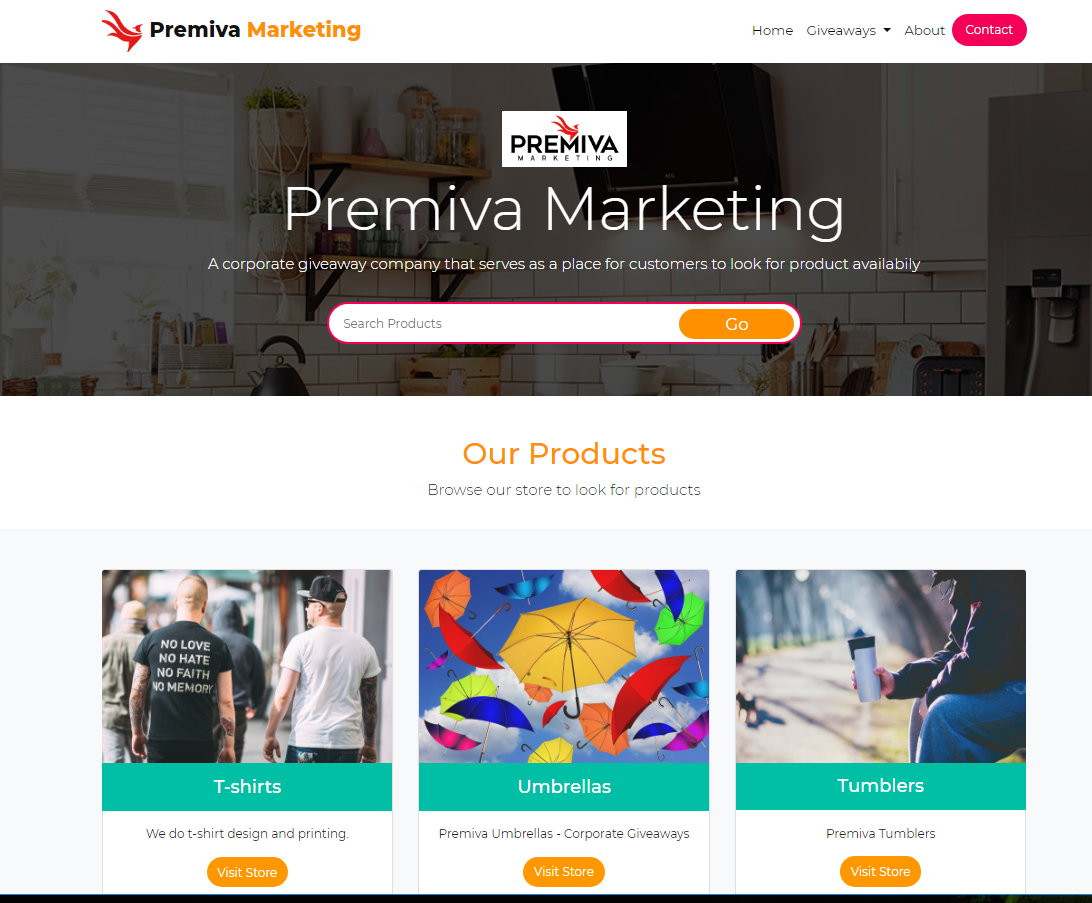 Premiva Marketing
Home Giveaways About Contact
PREMIVA
MARKETING
Premiva Marketing
A corporate giveaway company that serves as a place for customers to look for product availabily
Search Products Go
Our Products
Browse our store to look for products
NO LOVE
NO HATE
NO FAITH
NO MEMORY
T-shirts
We do t-shirt design and printing.
Visit Store
Umbrellas
Premiva Umbrellas - Corporate Giveaways
Visit Store
Tumblers
Premiva Tumblers
Visit Store